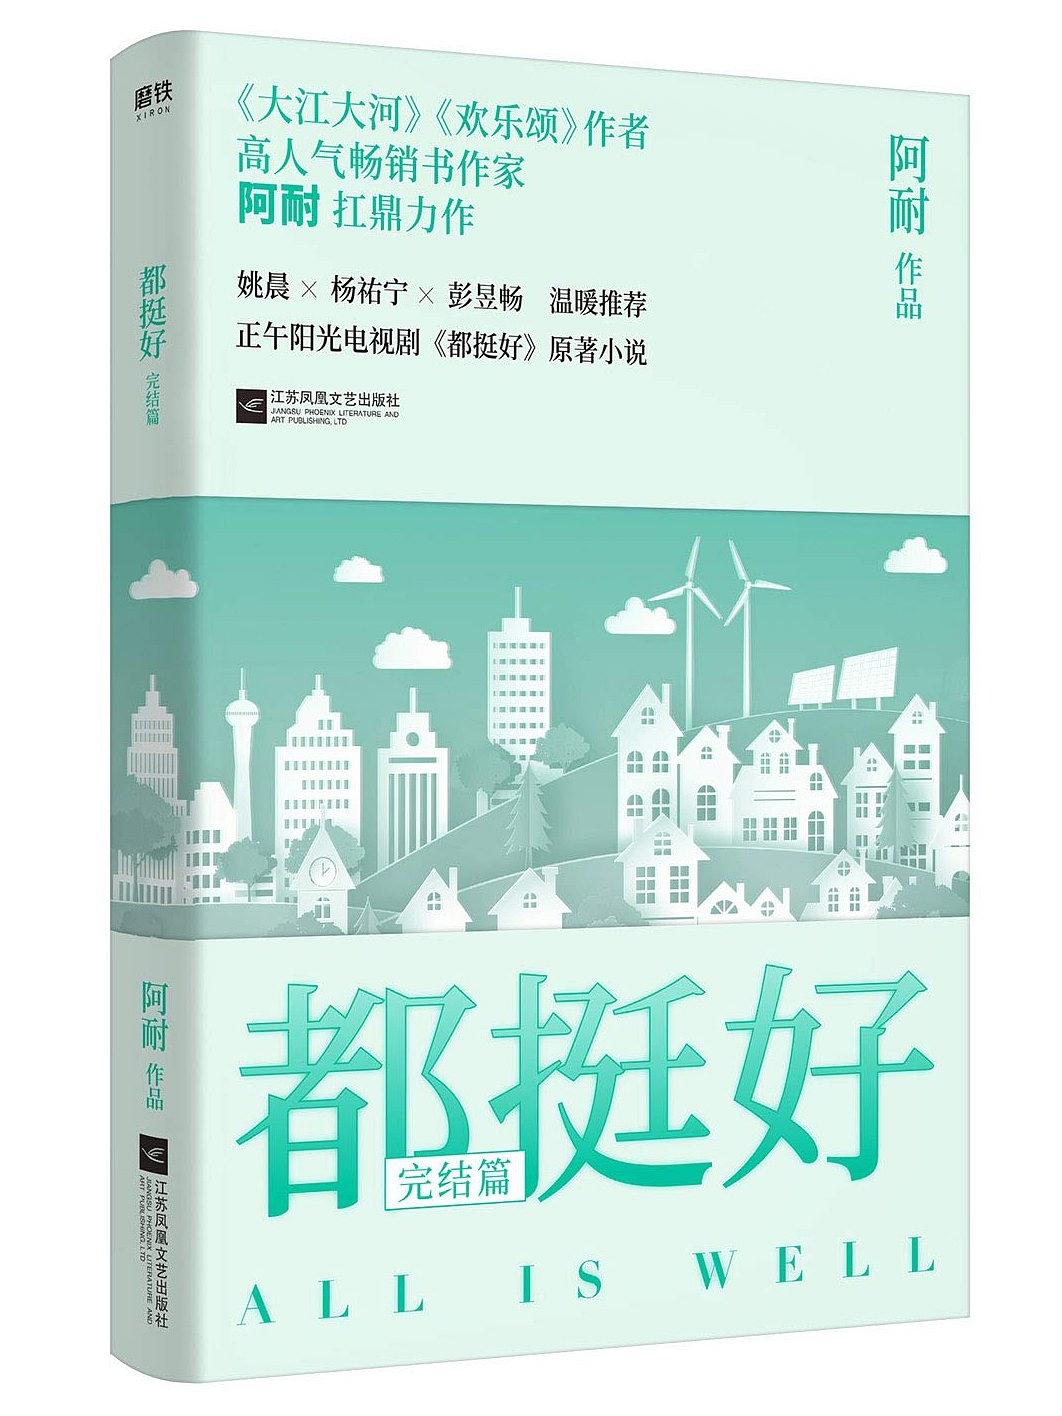 磨铁
XIRON
都挺好
完结篇
阿耐
作品
江苏凤凰文艺出版社
JIANGSU PHOENIX LITERATURE AND
ART PUBLISHING, LTD
《大江大河》《欢乐颂》作者
高人气畅销书作家
阿耐 扛鼎力作
姚晨 × 杨祐宁 × 彭昱畅 温暖推荐
正午阳光电视剧《都挺好》原著小说
江苏凤凰文艺出版社
JIANGSU PHOENIX LITERATURE AND
ART PUBLISHING, LTD
阿耐
作品
都挺好
完结篇
ALL IS WELL